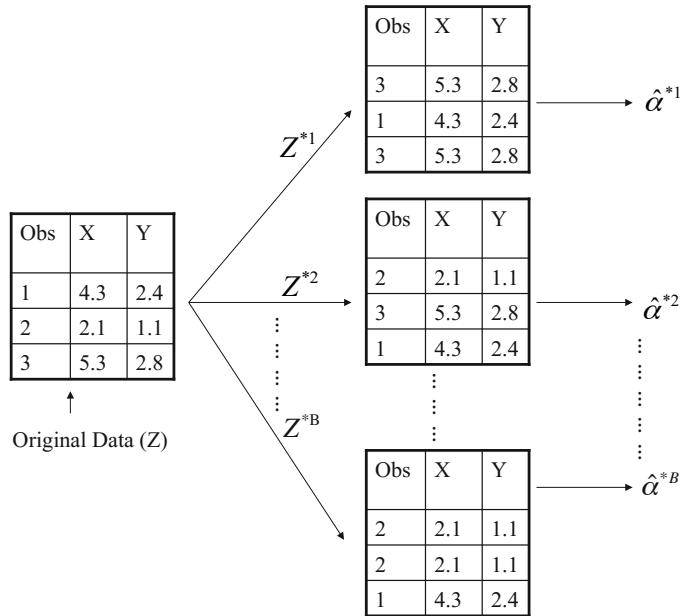 Obs X Y
3 5.3 2.8
1 4.3 2.4
3 5.3 2.8
α̂*1
Z*1
Obs X Y
1 4.3 2.4
2 2.1 1.1
3 5.3 2.8
Original Data (Z)
Z*2
Obs X Y
2 2.1 1.1
3 5.3 2.8
1 4.3 2.4
α̂*2
Z*B
Obs X Y
2 2.1 1.1
2 2.1 1.1
1 4.3 2.4
α̂*B